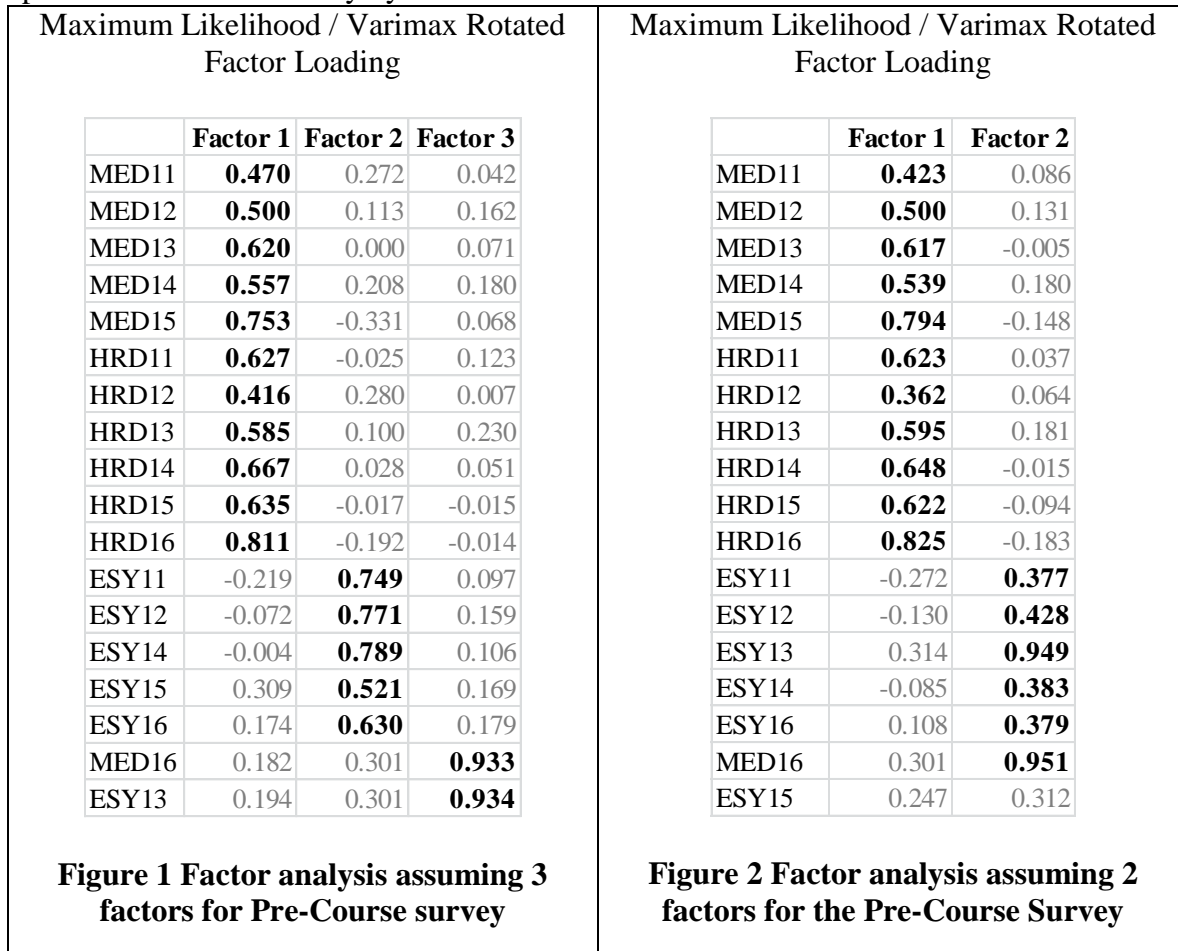 Maximum Likelihood / Varimax Rotated
Factor Loading
Factor 1 Factor 2 Factor 3
MED11 0.470 0.272 0.042
MED12 0.500 0.113 0.162
MED13 0.620 0.000 0.071
MED14 0.557 0.208 0.180
MED15 0.753 -0.331 0.068
HRD11 0.627 -0.025 0.123
HRD12 0.416 0.280 0.007
HRD13 0.585 0.100 0.230
HRD14 0.667 0.028 0.051
HRD15 0.635 -0.017 -0.015
HRD16 0.811 -0.192 -0.014
ESY11 -0.219 0.749 0.097
ESY12 -0.072 0.771 0.159
ESY14 -0.004 0.789 0.106
ESY15 0.309 0.521 0.169
ESY16 0.174 0.630 0.179
MED16 0.182 0.301 0.933
ESY13 0.194 0.301 0.934
Figure 1 Factor analysis assuming 3
factors for Pre-Course survey
Maximum Likelihood / Varimax Rotated
Factor Loading
Factor 1 Factor 2
MED11 0.423 0.086
MED12 0.500 0.131
MED13 0.617 -0.005
MED14 0.539 0.180
MED15 0.794 -0.148
HRD11 0.623 0.037
HRD12 0.362 0.064
HRD13 0.595 0.181
HRD14 0.648 -0.015
HRD15 0.622 -0.094
HRD16 0.825 -0.183
ESY11 -0.272 0.377
ESY12 -0.130 0.428
ESY13 0.314 0.949
ESY14 -0.085 0.383
ESY16 0.108 0.379
MED16 0.301 0.951
ESY15 0.247 0.312
Figure 2 Factor analysis assuming 2
factors for the Pre-Course Survey